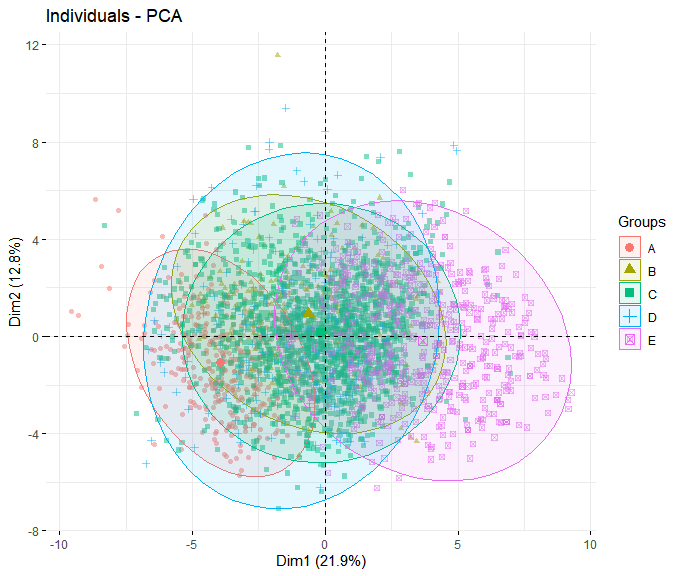 Individuals - PCA
12
8
4
0
-4
-8
Dim2 (12.8%)
-10
-5
0
5
10
Dim1 (21.9%)
Groups
A
B
C
D
E